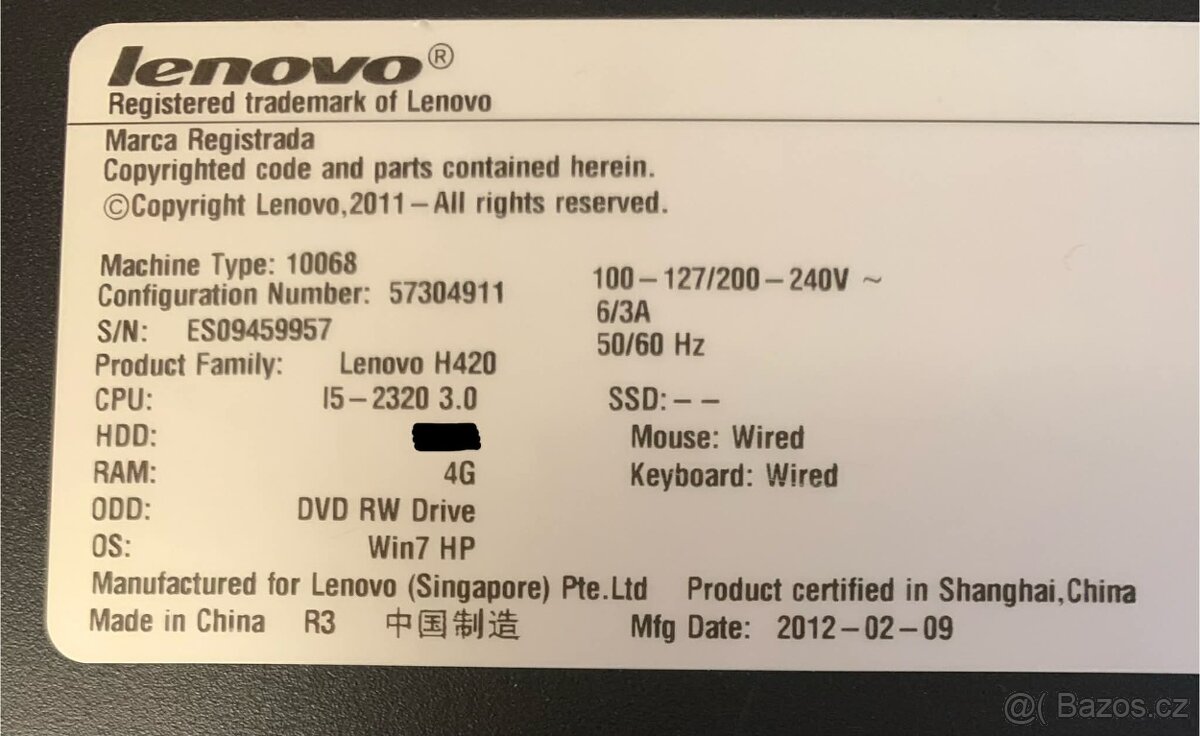 lenovo®
Registered trademark of Lenovo
Marca Registrada
Copyrighted code and parts contained herein.
©Copyright Lenovo,2011–All rights reserved.
Machine Type: 10068
Configuration Number: 57304911
S/N: ES09459957
Product Family: Lenovo H420
100–127/200–240V ~
6/3A
50/60 Hz
CPU: I5–2320 3.0
SSD:– –
HDD:
Mouse: Wired
RAM: 4G
Keyboard: Wired
ODD: DVD RW Drive
OS: Win7 HP
Manufactured for Lenovo (Singapore) Pte.Ltd Product certified in Shanghai,China
Made in China R3 中国制造 Mfg Date: 2012–02–09
@( Bazos.cz